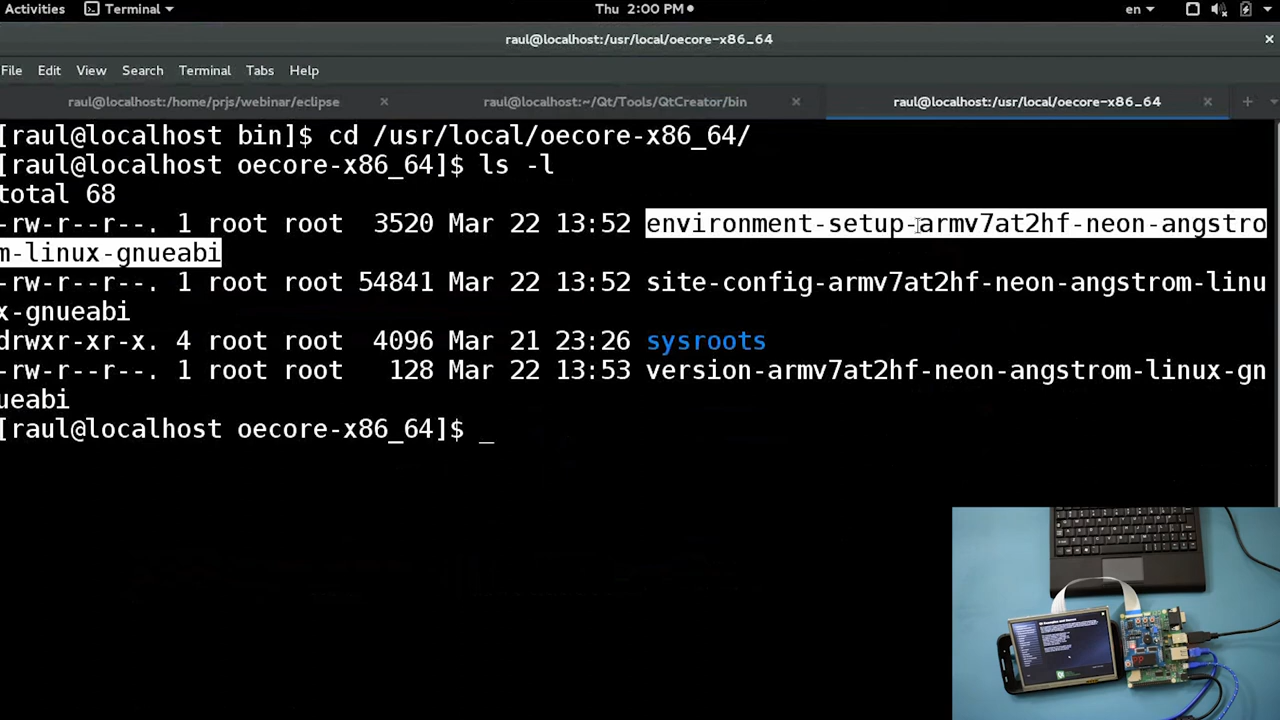 Activities Terminal Thu 2:00 PM en
raul@localhost:/usr/local/oecore-x86_64
File Edit View Search Terminal Tabs Help
raul@localhost:/home/prjs/webinar/eclipse raul@localhost:~/Qt/Tools/QtCreator/bin raul@localhost:/usr/local/oecore-x86_64
[raul@localhost bin]$ cd /usr/local/oecore-x86_64/
[raul@localhost oecore-x86_64]$ ls -l
total 68
-rw-r--r--. 1 root root 3520 Mar 22 13:52 environment-setup-armv7at2hf-neon-angstro
m-linux-gnueabi
-rw-r--r--. 1 root root 54841 Mar 22 13:52 site-config-armv7at2hf-neon-angstrom-linu
x-gnueabi
drwxr-xr-x. 4 root root 4096 Mar 21 23:26 sysroots
-rw-r--r--. 1 root root 128 Mar 22 13:53 version-armv7at2hf-neon-angstrom-linux-gn
ueabi
[raul@localhost oecore-x86_64]$ _